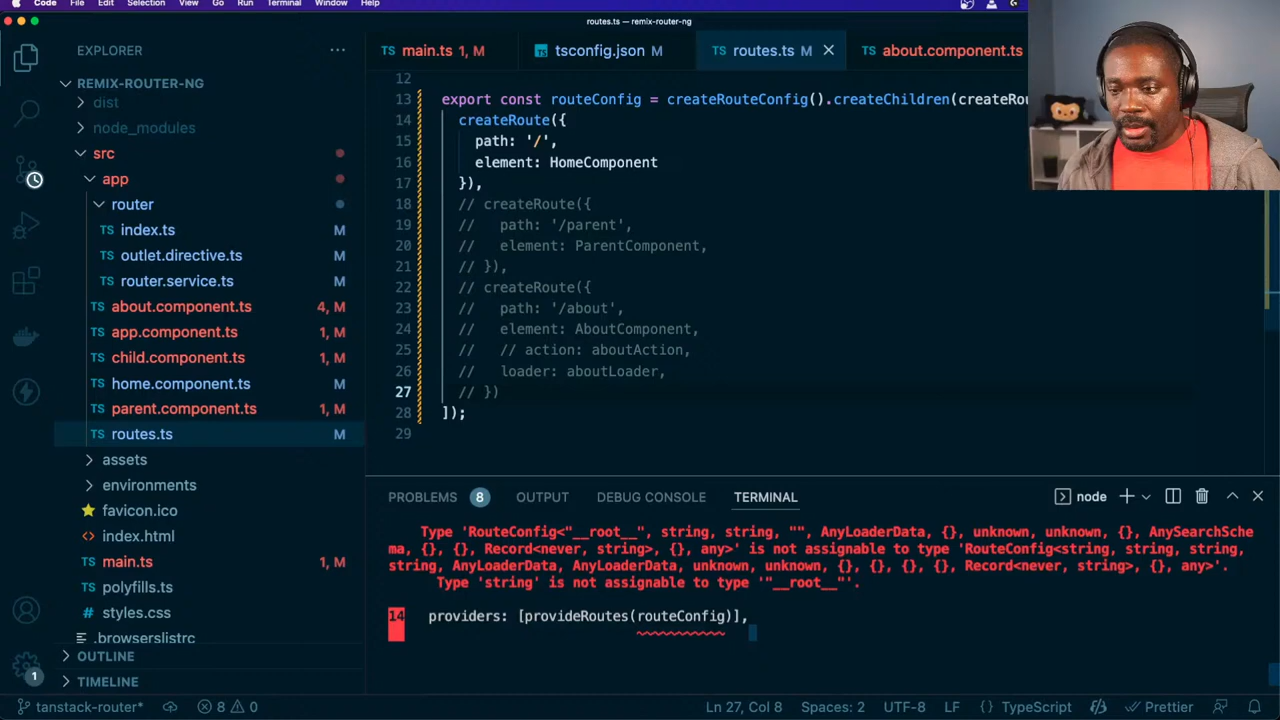 Code File Edit Selection View Go Run Terminal Window Help
routes.ts — remix-router-ng
EXPLORER
main.ts 1, M
tsconfig.json M
routes.ts M
about.component.ts
REMIX-ROUTER-NG
dist
node_modules
src
app
router
index.ts M
outlet.directive.ts M
router.service.ts M
about.component.ts 4, M
app.component.ts 1, M
child.component.ts 1, M
home.component.ts M
parent.component.ts 1, M
routes.ts M
assets
environments
favicon.ico
index.html
main.ts 1, M
polyfills.ts
styles.css
.browserslistrc
OUTLINE
TIMELINE
12
13 export const routeConfig = createRouteConfig().createChildren(createRou
14 createRoute({
15 path: '/',
16 element: HomeComponent
17 }),
18 // createRoute({
19 // path: '/parent',
20 // element: ParentComponent,
21 // }),
22 // createRoute({
23 // path: '/about',
24 // element: AboutComponent,
25 // // action: aboutAction,
26 // loader: aboutLoader,
27 // })
28 ]);
29
PROBLEMS 8 OUTPUT DEBUG CONSOLE TERMINAL
node
Type 'RouteConfig<"__root__", string, string, "", AnyLoaderData, {}, unknown, unknown, {}, AnySearchSche
ma, {}, {}, Record<never, string>, {}, any>' is not assignable to type 'RouteConfig<string, string, string,
string, AnyLoaderData, AnyLoaderData, unknown, unknown, {}, {}, {}, {}, Record<never, string>, {}, any>'.
Type 'string' is not assignable to type '"__root__"'.
14 providers: [provideRoutes(routeConfig)],
1
tanstack-router* 8 0 Ln 27, Col 8 Spaces: 2 UTF-8 LF {} TypeScript Prettier